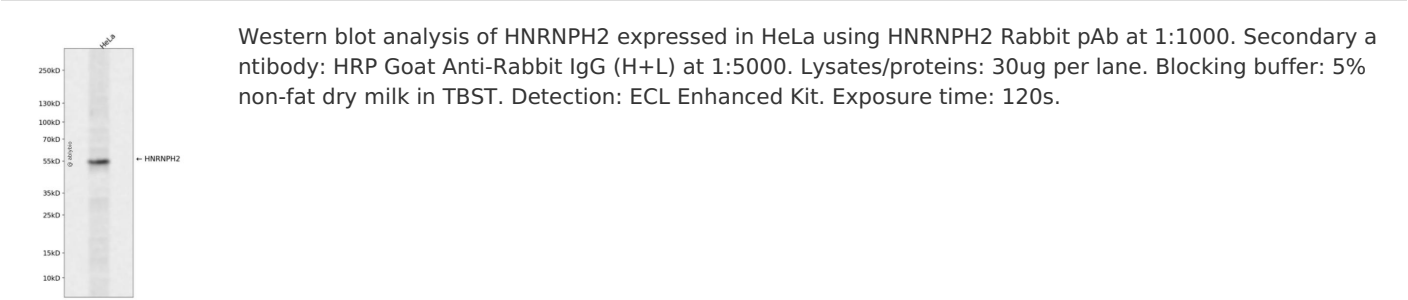 HeLa
250kD
130kD
100kD
70kD
55kD
35kD
25kD
15kD
10kD
← HNRNPH2
Western blot analysis of HNRNPH2 expressed in HeLa using HNRNPH2 Rabbit pAb at 1:1000. Secondary a
ntibody: HRP Goat Anti-Rabbit IgG (H+L) at 1:5000. Lysates/proteins: 30ug per lane. Blocking buffer: 5%
non-fat dry milk in TBST. Detection: ECL Enhanced Kit. Exposure time: 120s.